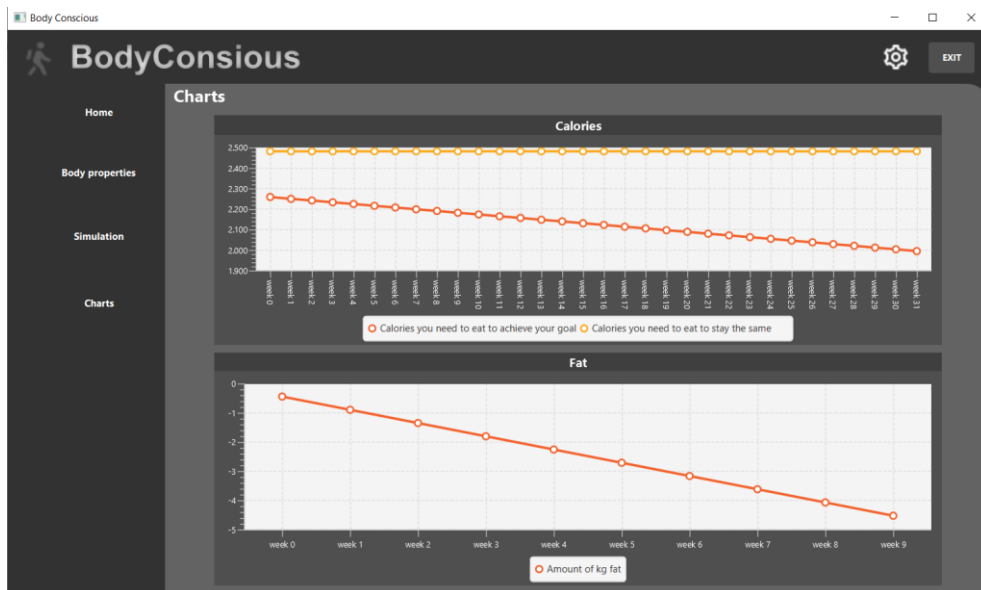 Body Conscious
BodyConsious
EXIT
Home
Body properties
Simulation
Charts
Charts
Calories
2.500
2.400
2.300
2.200
2.100
2.000
1.900
week 0 week 1 week 2 week 3 week 4 week 5 week 6 week 7 week 8 week 9 week 10 week 11 week 12 week 13 week 14 week 15 week 16 week 17 week 18 week 19 week 20 week 21 week 22 week 23 week 24 week 25 week 26 week 27 week 28 week 29 week 30 week 31
Calories you need to eat to achieve your goal Calories you need to eat to stay the same
Fat
0
-1
-2
-3
-4
-5
week 0 week 1 week 2 week 3 week 4 week 5 week 6 week 7 week 8 week 9
Amount of kg fat